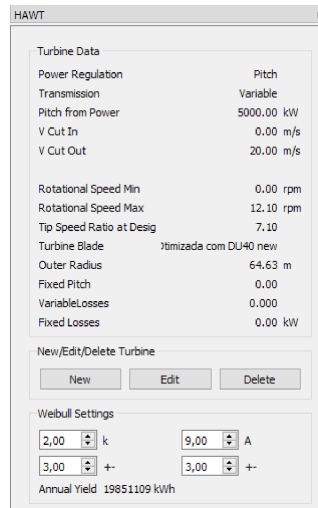 HAWT
Turbine Data
Power Regulation Pitch
Transmission Variable
Pitch from Power 5000.00 kW
V Cut In 0.00 m/s
V Cut Out 20.00 m/s
Rotational Speed Min 0.00 rpm
Rotational Speed Max 12.10 rpm
Tip Speed Ratio at Desig 7.10
Turbine Blade )timizada com DU40 new
Outer Radius 64.63 m
Fixed Pitch 0.00
VariableLosses 0.000
Fixed Losses 0.00 kW
New/Edit/Delete Turbine
New Edit Delete
Weibull Settings
2,00 k 9,00 A
3,00 +- 3,00 +-
Annual Yield 19851109 kWh